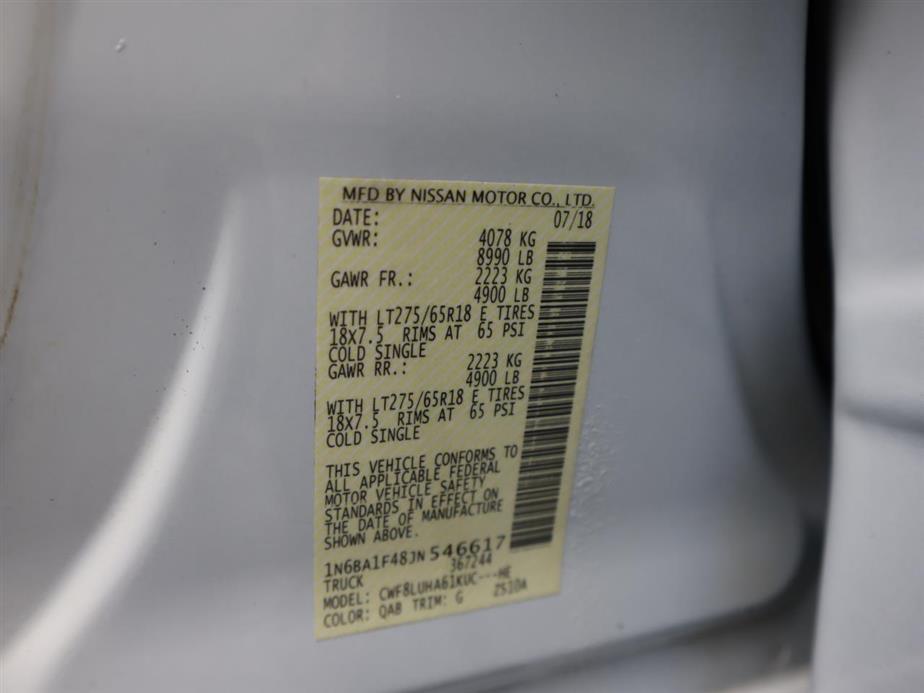 MFD BY NISSAN MOTOR CO., LTD.
DATE: 07/18
GVWR: 4078 KG
8990 LB
GAWR FR.: 2223 KG
4900 LB
WITH LT275/65R18 E TIRES
18X7.5 RIMS AT 65 PSI
COLD SINGLE
GAWR RR.: 2223 KG
4900 LB
WITH LT275/65R18 E TIRES
18X7.5 RIMS AT 65 PSI
COLD SINGLE
THIS VEHICLE CONFORMS TO
ALL APPLICABLE FEDERAL
MOTOR VEHICLE SAFETY
STANDARDS IN EFFECT ON
THE DATE OF MANUFACTURE
SHOWN ABOVE.
1N6BA1F48JN546617
TRUCK 367244
MODEL: CWF8LUHA61KUC---HE
COLOR: QAB TRIM: G ZS10A